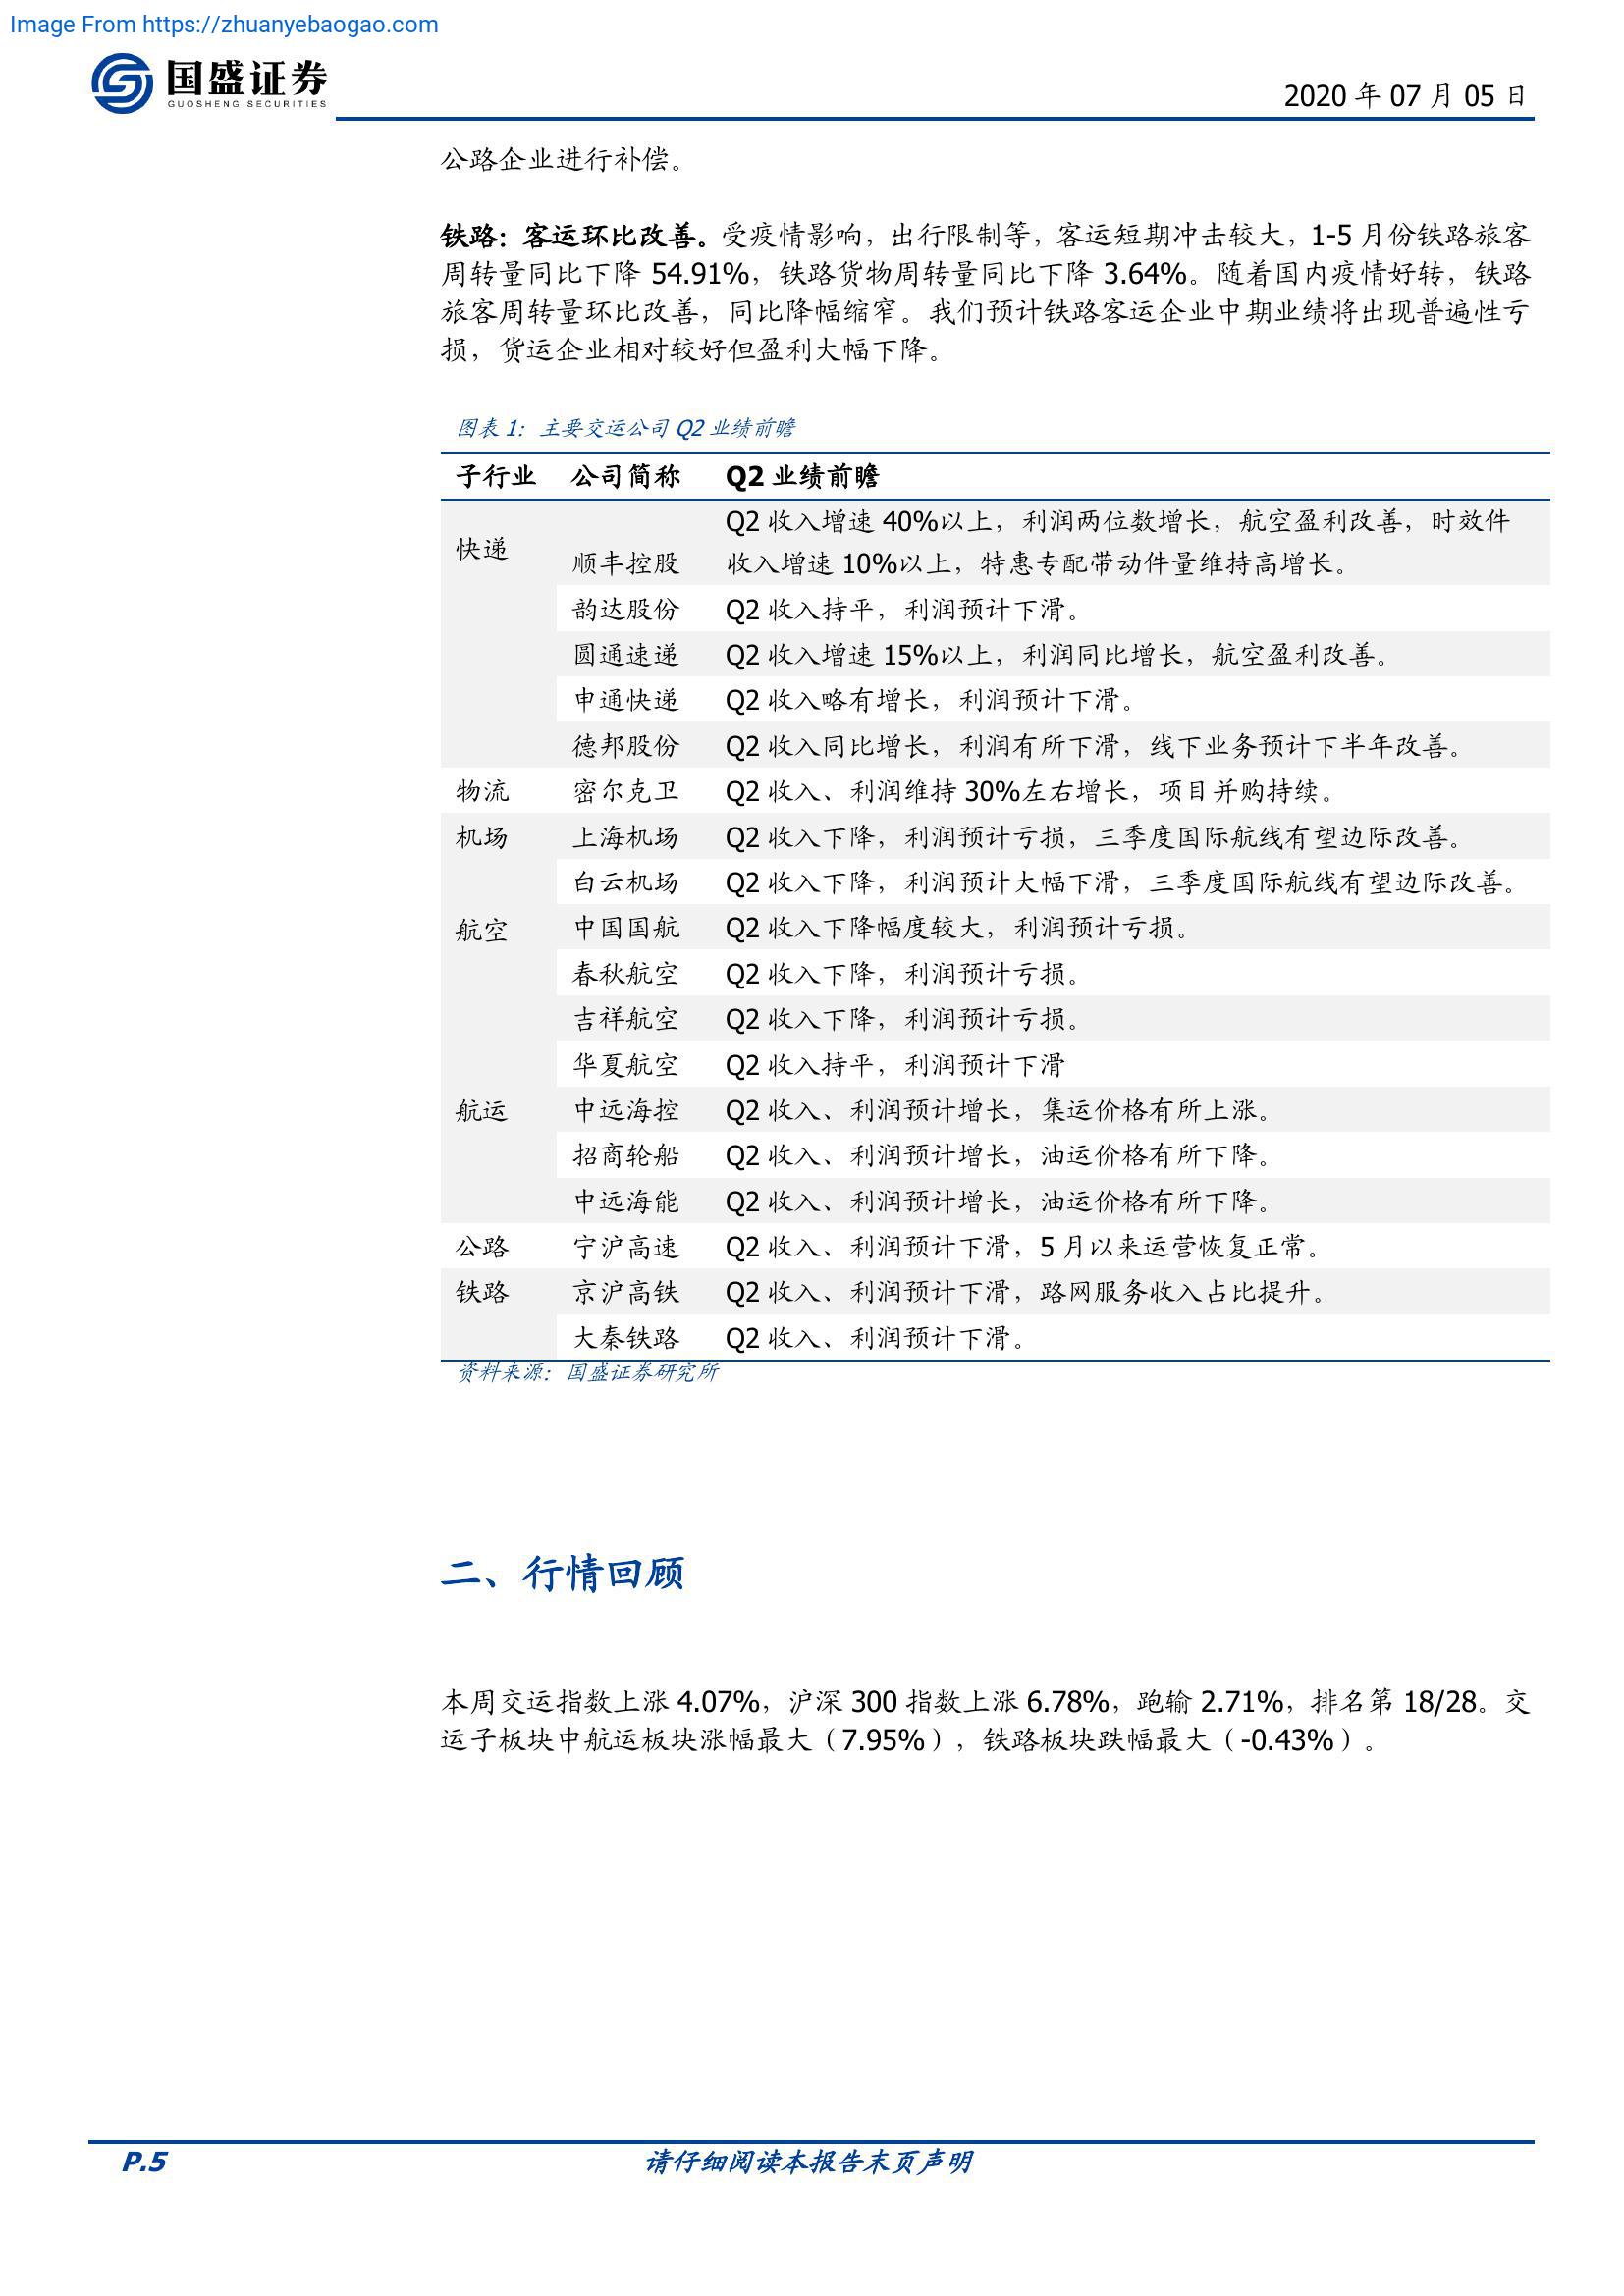 Image From https://zhuanyebaogao.com
国盛证券
GUOSHENG SECURITIES
2020 年 07 月 05 日
公路企业进行补偿。
铁路：客运环比改善。受疫情影响，出行限制等，客运短期冲击较大，1-5 月份铁路旅客
周转量同比下降 54.91%，铁路货物周转量同比下降 3.64%。随着国内疫情好转，铁路
旅客周转量环比改善，同比降幅缩窄。我们预计铁路客运企业中期业绩将出现普遍性亏
损，货运企业相对较好但盈利大幅下降。
图表 1：主要交运公司 Q2 业绩前瞻
子行业 公司简称 Q2 业绩前瞻
快递 顺丰控股 Q2 收入增速 40%以上，利润两位数增长，航空盈利改善，时效件
收入增速 10%以上，特惠专配带动件量维持高增长。
韵达股份 Q2 收入持平，利润预计下滑。
圆通速递 Q2 收入增速 15%以上，利润同比增长，航空盈利改善。
申通快递 Q2 收入略有增长，利润预计下滑。
德邦股份 Q2 收入同比增长，利润有所下滑，线下业务预计下半年改善。
物流 密尔克卫 Q2 收入、利润维持 30%左右增长，项目并购持续。
机场 上海机场 Q2 收入下降，利润预计亏损，三季度国际航线有望边际改善。
白云机场 Q2 收入下降，利润预计大幅下滑，三季度国际航线有望边际改善。
航空 中国国航 Q2 收入下降幅度较大，利润预计亏损。
春秋航空 Q2 收入下降，利润预计亏损。
吉祥航空 Q2 收入下降，利润预计亏损。
华夏航空 Q2 收入持平，利润预计下滑
航运 中远海控 Q2 收入、利润预计增长，集运价格有所上涨。
招商轮船 Q2 收入、利润预计增长，油运价格有所下降。
中远海能 Q2 收入、利润预计增长，油运价格有所下降。
公路 宁沪高速 Q2 收入、利润预计下滑，5 月以来运营恢复正常。
铁路 京沪高铁 Q2 收入、利润预计下滑，路网服务收入占比提升。
大秦铁路 Q2 收入、利润预计下滑。
资料来源：国盛证券研究所
二、行情回顾
本周交运指数上涨 4.07%，沪深 300 指数上涨 6.78%，跑输 2.71%，排名第 18/28。交
运子板块中航运板块涨幅最大（7.95%），铁路板块跌幅最大（-0.43%）。
P.5
请仔细阅读本报告末页声明